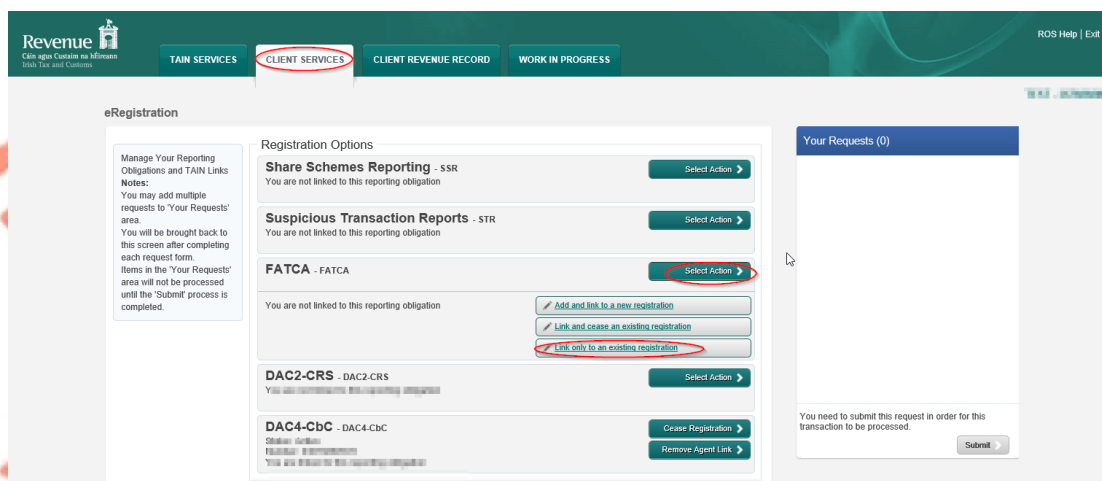 Revenue
Cáin agus Custaim na hÉireann
Irish Tax and Customs
TAIN SERVICES
CLIENT SERVICES
CLIENT REVENUE RECORD
WORK IN PROGRESS
ROS Help | Exit
eRegistration
Manage Your Reporting
Obligations and TAIN Links
Notes:
You may add multiple
requests to 'Your Requests'
area.
You will be brought back to
this screen after completing
each request form.
Items in the 'Your Requests'
area will not be processed
until the 'Submit' process is
completed.
Registration Options
Share Schemes Reporting - SSR
Select Action
You are not linked to this reporting obligation
Suspicious Transaction Reports - STR
Select Action
You are not linked to this reporting obligation
FATCA - FATCA
Select Action
You are not linked to this reporting obligation
Add and link to a new registration
Link and cease an existing registration
Link only to an existing registration
DAC2-CRS - DAC2-CRS
Select Action
DAC4-CbC - DAC4-CbC
Cease Registration
Remove Agent Link
Your Requests (0)
You need to submit this request in order for this
transaction to be processed.
Submit